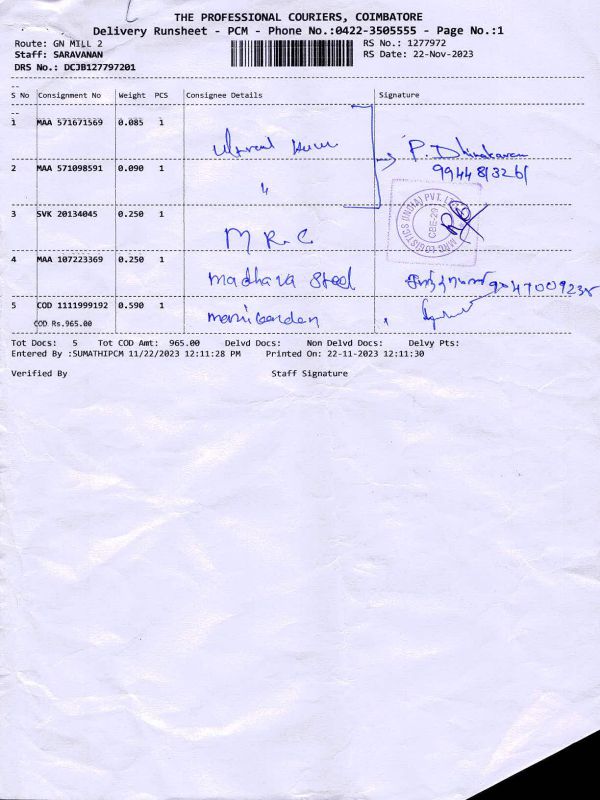 THE PROFESSIONAL COURIERS, COIMBATORE
Delivery Runsheet - PCM - Phone No.:0422-3505555 - Page No.:1
Route: GN MILL 2
RS No.: 1277972
Staff: SARAVANAN
RS Date: 22-Nov-2023
DRS No.: DCJB127797201
S No Consignment No Weight PCS Consignee Details Signature
1 MAA 571671569 0.085 1
P. Dhinakaran
2 MAA 571098591 0.090 1 "
3 SVK 20134045 0.250 1 MRC
4 MAA 107223369 0.250 1 madhava Steel
5 COD 1111999192 0.590 1 manikandan
COD Rs.965.00
Tot Docs: 5 Tot COD Amt: 965.00 Delvd Docs: Non Delvd Docs: Delvy Pts:
Entered By :SUMATHIPCM 11/22/2023 12:11:28 PM Printed On: 22-11-2023 12:11:30
Verified By Staff Signature